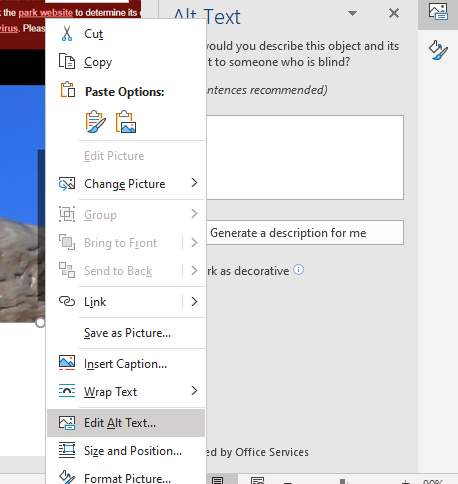 k the park website to determine its
virus. Pleas
Alt Text
would you describe this object and its
t to someone who is blind?
entences recommended)
Cut
Copy
Paste Options:
Edit Picture
Change Picture
Group
Bring to Front
Send to Back
Link
Save as Picture...
Insert Caption...
Wrap Text
Edit Alt Text...
Size and Position...
Format Picture...
Generate a description for me
rk as decorative
ed by Office Services
90%